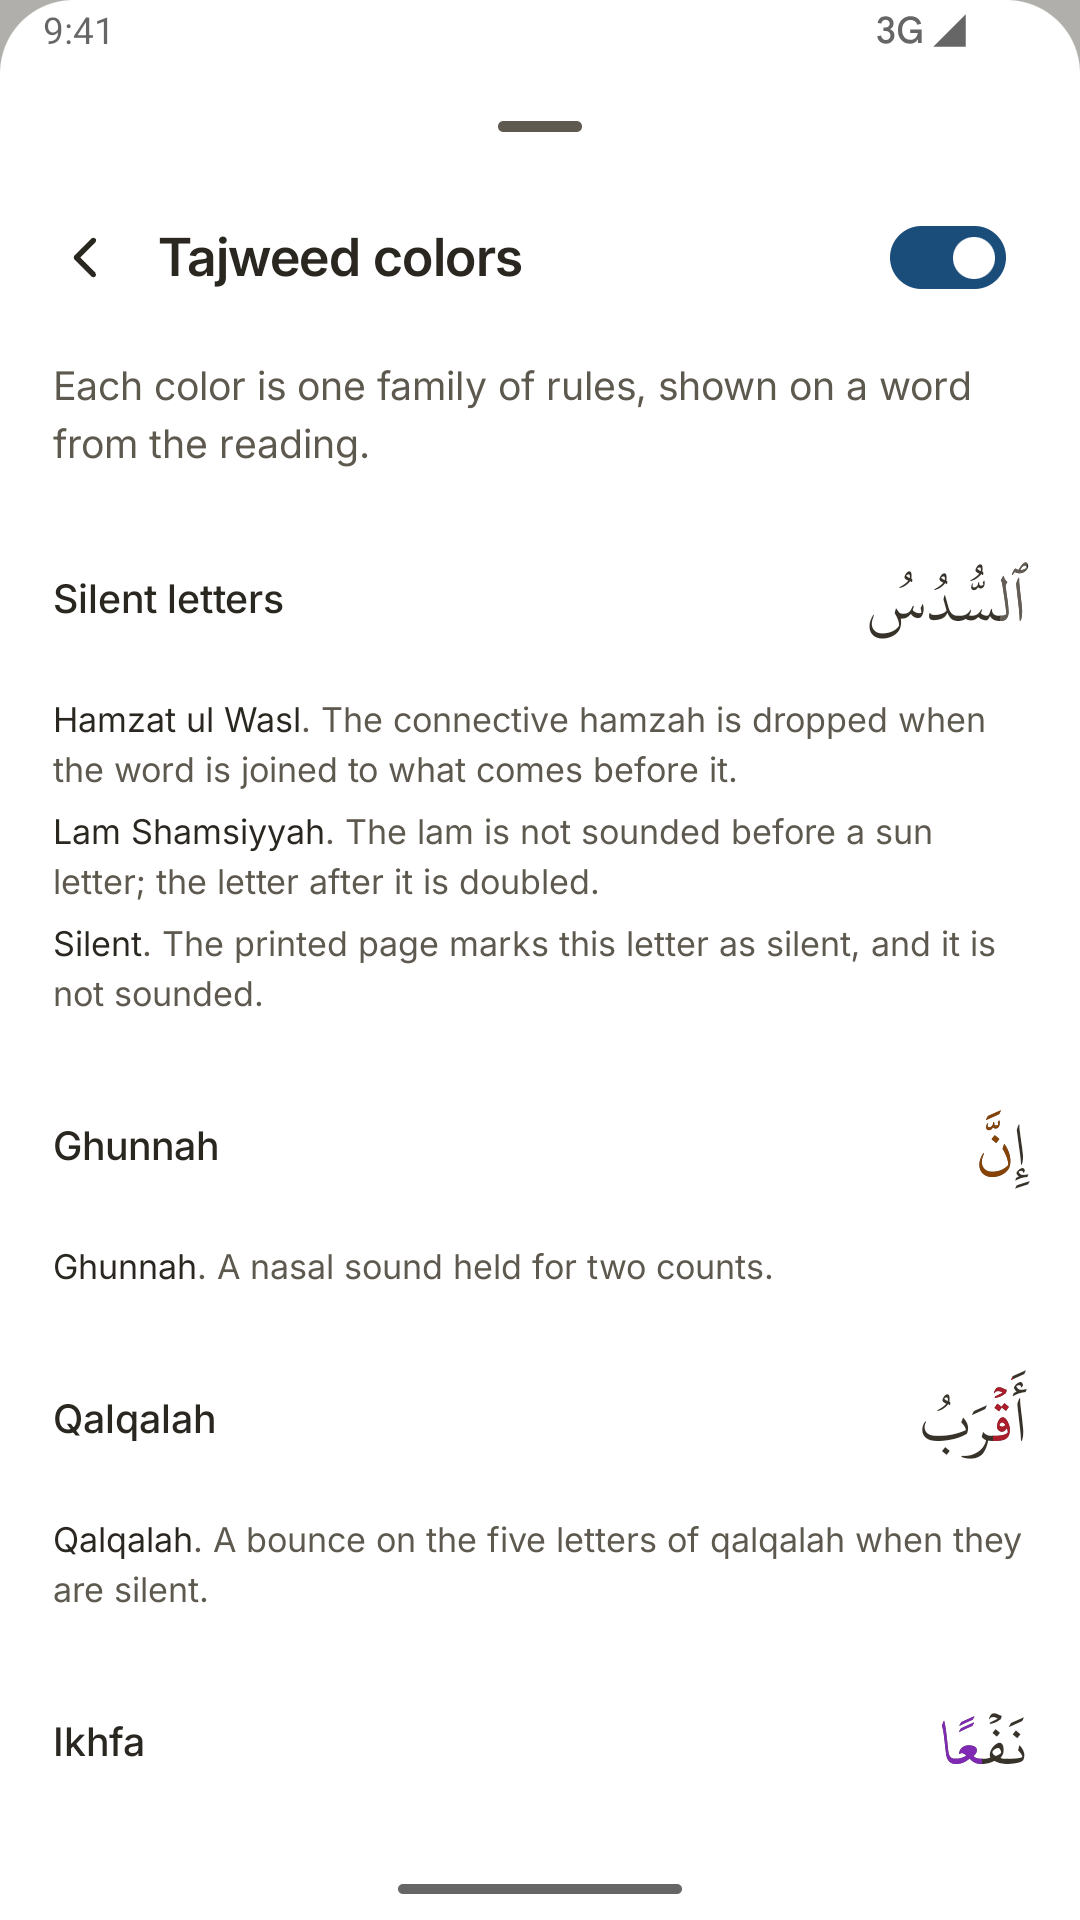 9:41
3G
Tajweed colors
Each color is one family of rules, shown on a word
from the reading.
Silent letters
ٱلسُّدُسُ
Hamzat ul Wasl. The connective hamzah is dropped when
the word is joined to what comes before it.
Lam Shamsiyyah. The lam is not sounded before a sun
letter; the letter after it is doubled.
Silent. The printed page marks this letter as silent, and it is
not sounded.
Ghunnah
إِنَّ
Ghunnah. A nasal sound held for two counts.
Qalqalah
أَقۡرَبُ
Qalqalah. A bounce on the five letters of qalqalah when they
are silent.
Ikhfa
نَفۡعًا